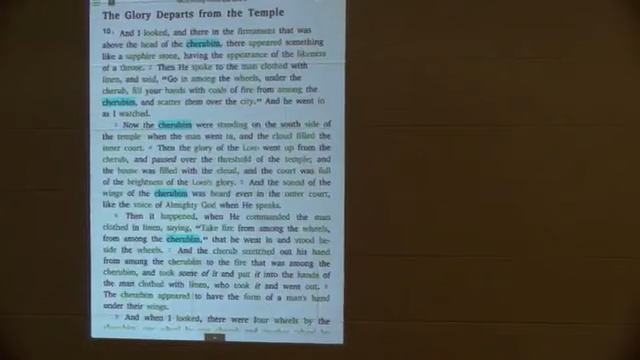 The Glory Departs from the Temple
10 And I looked, and there in the firmament that was
above the head of the cherubim, there appeared something
like a sapphire stone, having the appearance of the likeness
of a throne. Then He spoke to the man clothed with
linen, and said, "Go in among the wheels, under the
cherub, fill your hands with coals of fire from among the
cherubim, and scatter them over the city." And he went in
as I watched.
Now the cherubim were standing on the south side of
the temple when the man went in, and the cloud filled the
inner court. Then the glory of the LORD went up from the
cherub, and paused over the threshold of the temple; and
the house was filled with the cloud, and the court was full
of the brightness of the LORD's glory. And the sound of the
wings of the cherubim was heard even in the outer court,
like the voice of Almighty God when He speaks.
Then it happened, when He commanded the man
clothed in linen, saying, "Take fire from among the wheels,
from among the cherubim," that he went in and stood be-
side the wheels. And the cherub stretched out his hand
from among the cherubim to the fire that was among the
cherubim, and took some of it and put it into the hands of
the man clothed with linen, who took it and went out.
The cherubim appeared to have the form of a man's hand
under their wings.
And when I looked, there were four wheels by the